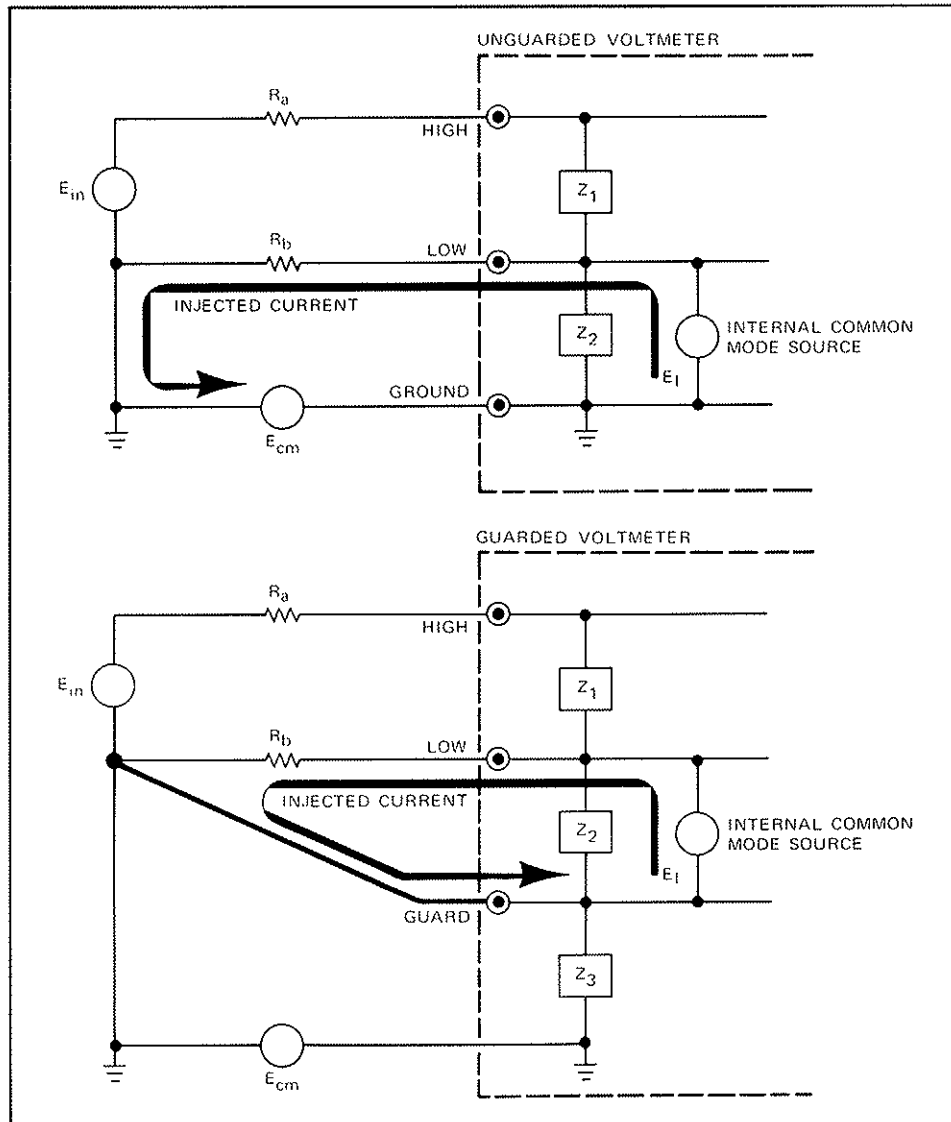 UNGUARDED VOLTMETER
Ra
HIGH
Ein
Z1
Rb
LOW
INJECTED CURRENT
Z2
INTERNAL COMMON
MODE SOURCE
EI
GROUND
Ecm
GUARDED VOLTMETER
Ra
HIGH
Ein
Z1
Rb
LOW
INJECTED CURRENT
Z2
INTERNAL COMMON
MODE SOURCE
EI
GUARD
Z3
Ecm